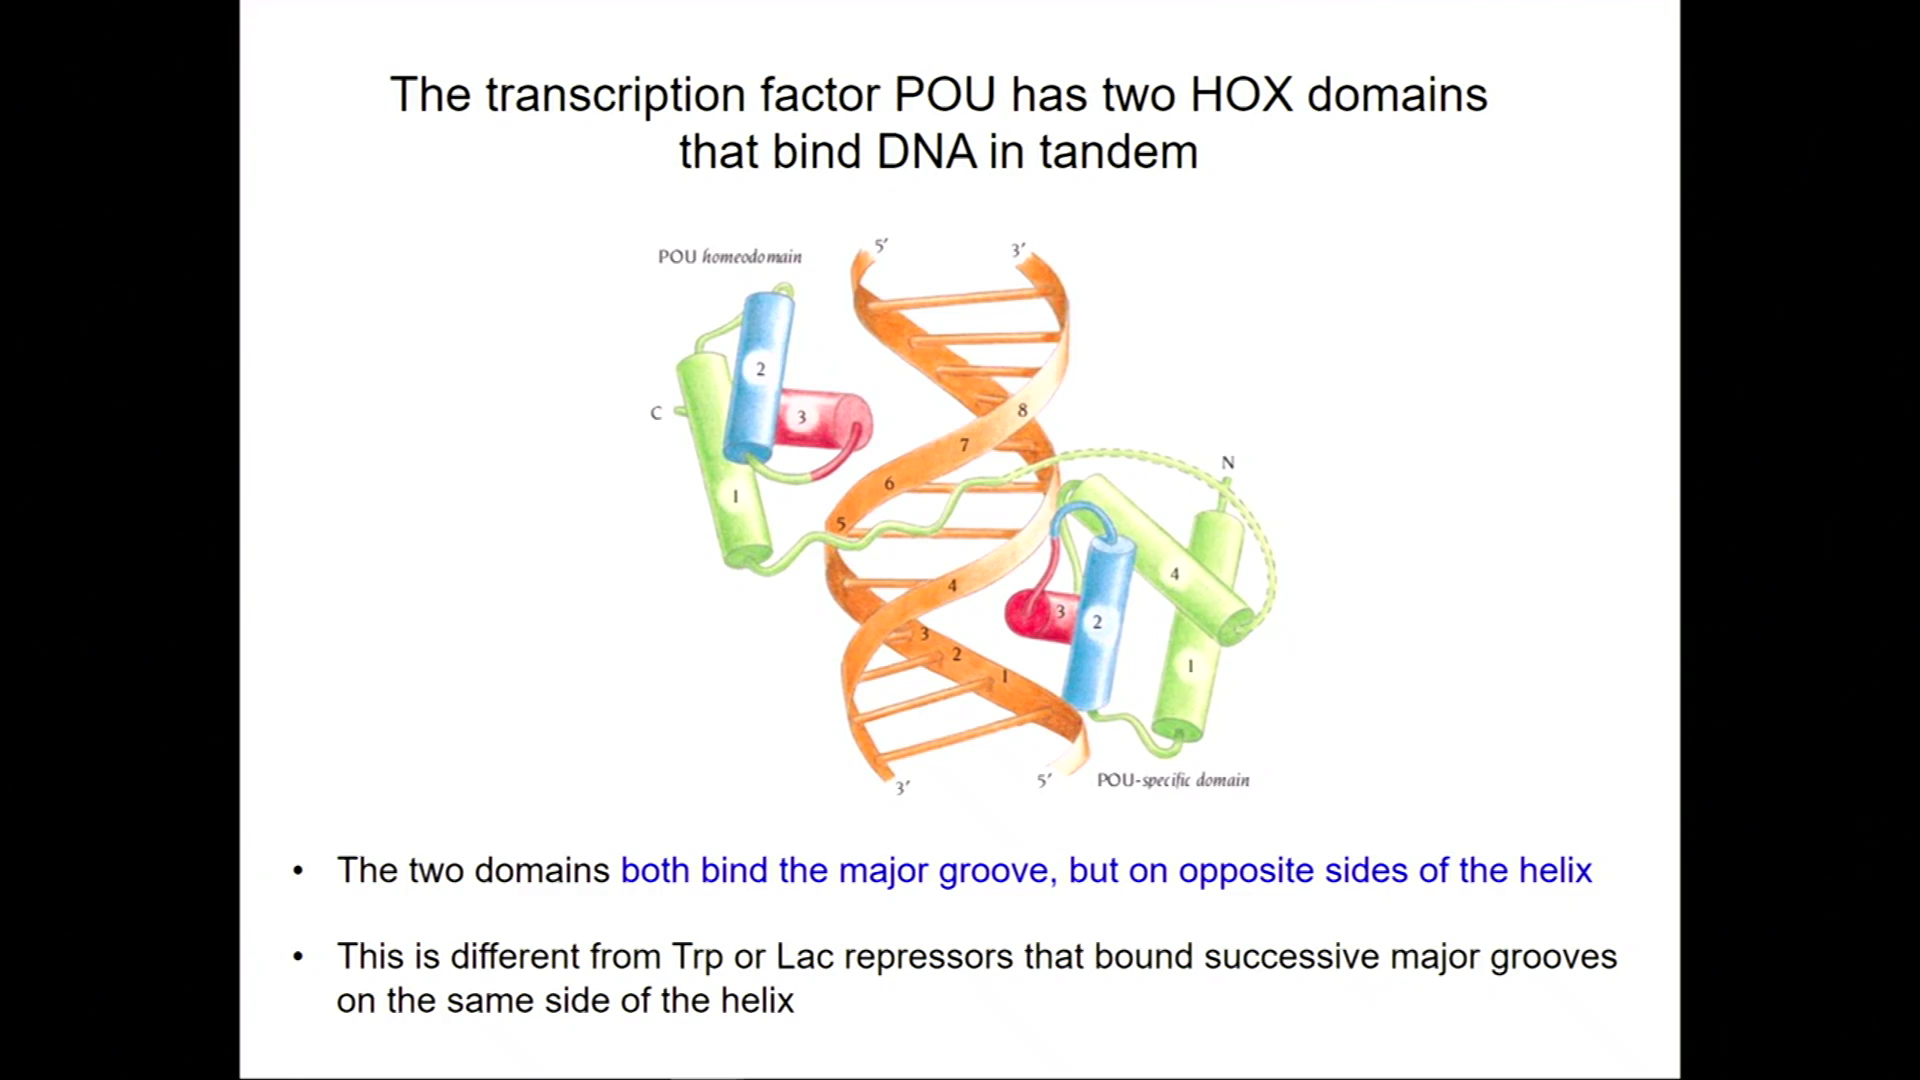 The transcription factor POU has two HOX domains
that bind DNA in tandem
POU homeodomain
5′
3′
2
3
C
1
8
7
6
5
N
4
4
3
2
3
2
1
1
3′
5′
POU-specific domain
• The two domains both bind the major groove, but on opposite sides of the helix
• This is different from Trp or Lac repressors that bound successive major grooves
on the same side of the helix